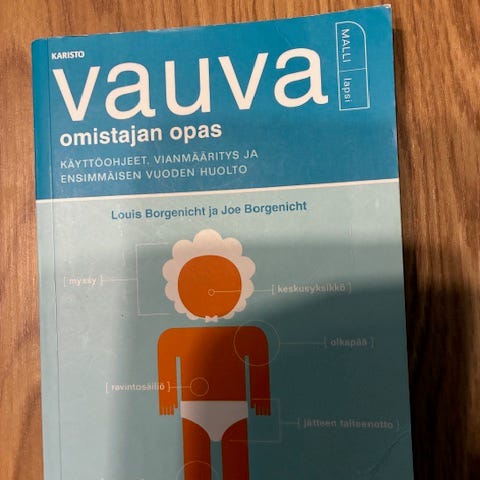 KARISTO
vauva
MALLI
lapsi
omistajan opas
KÄYTTÖOHJEET, VIANMÄÄRITYS JA
ENSIMMÄISEN VUODEN HUOLTO
Louis Borgenicht ja Joe Borgenicht
[ myssy ]
[ keskusyksikkö ]
[ olkapää ]
[ ravintosäiliö ]
[ jätteen talteenotto ]